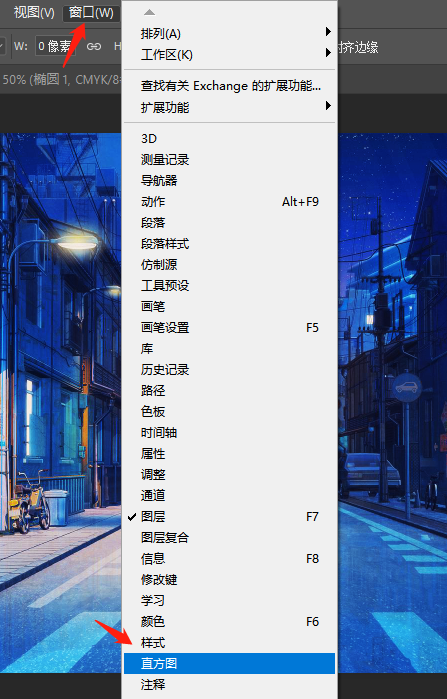 视图(V) 窗口(W)
W: 0 像素 H
对齐边缘
50% (椭圆 1, CMYK/8
排列(A)
工作区(K)
查找有关 Exchange 的扩展功能...
扩展功能
3D
测量记录
导航器
动作 Alt+F9
段落
段落样式
仿制源
工具预设
画笔
画笔设置 F5
库
历史记录
路径
色板
时间轴
属性
调整
通道
图层 F7
图层复合
信息 F8
修改键
学习
颜色 F6
样式
直方图
注释